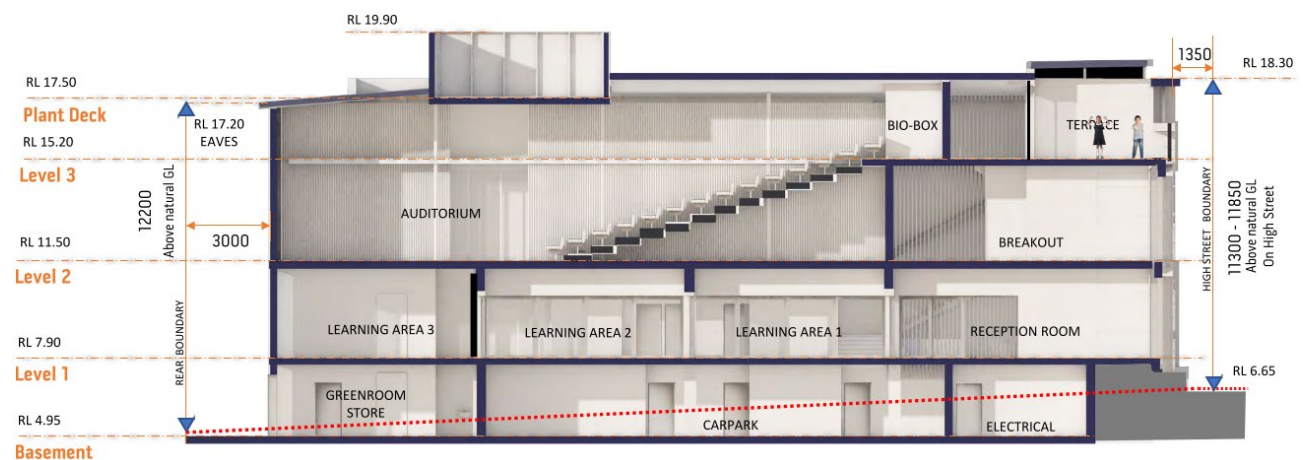 RL 19.90
1350
RL 18.30
RL 17.50
Plant Deck
RL 17.20
EAVES
BIO-BOX
TERRACE
RL 15.20
Level 3
12200
Above natural GL
3000
AUDITORIUM
BREAKOUT
HIGH STREET BOUNDARY
11300 - 11850
Above natural GL
On High Street
RL 11.50
Level 2
REAR BOUNDARY
LEARNING AREA 3
LEARNING AREA 2
LEARNING AREA 1
RECEPTION ROOM
RL 7.90
Level 1
RL 6.65
GREENROOM
STORE
CARPARK
ELECTRICAL
RL 4.95
Basement